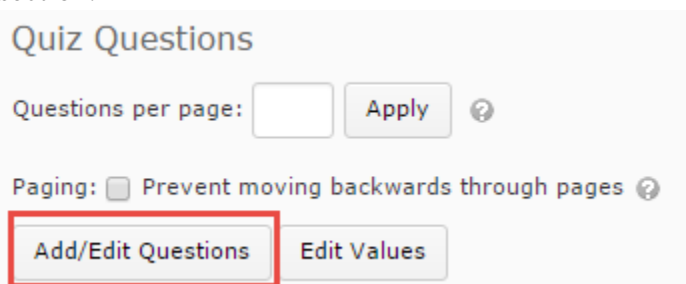 Quiz Questions
Questions per page: Apply ?
Paging: Prevent moving backwards through pages ?
Add/Edit Questions Edit Values